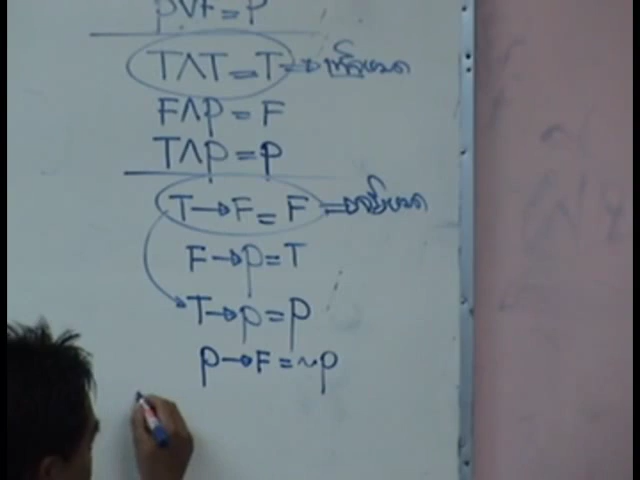 p∨F = p
T∧T = T
F∧p = F
T∧p = p
T→F = F
F→p = T
T→p = p
p→F = ~p